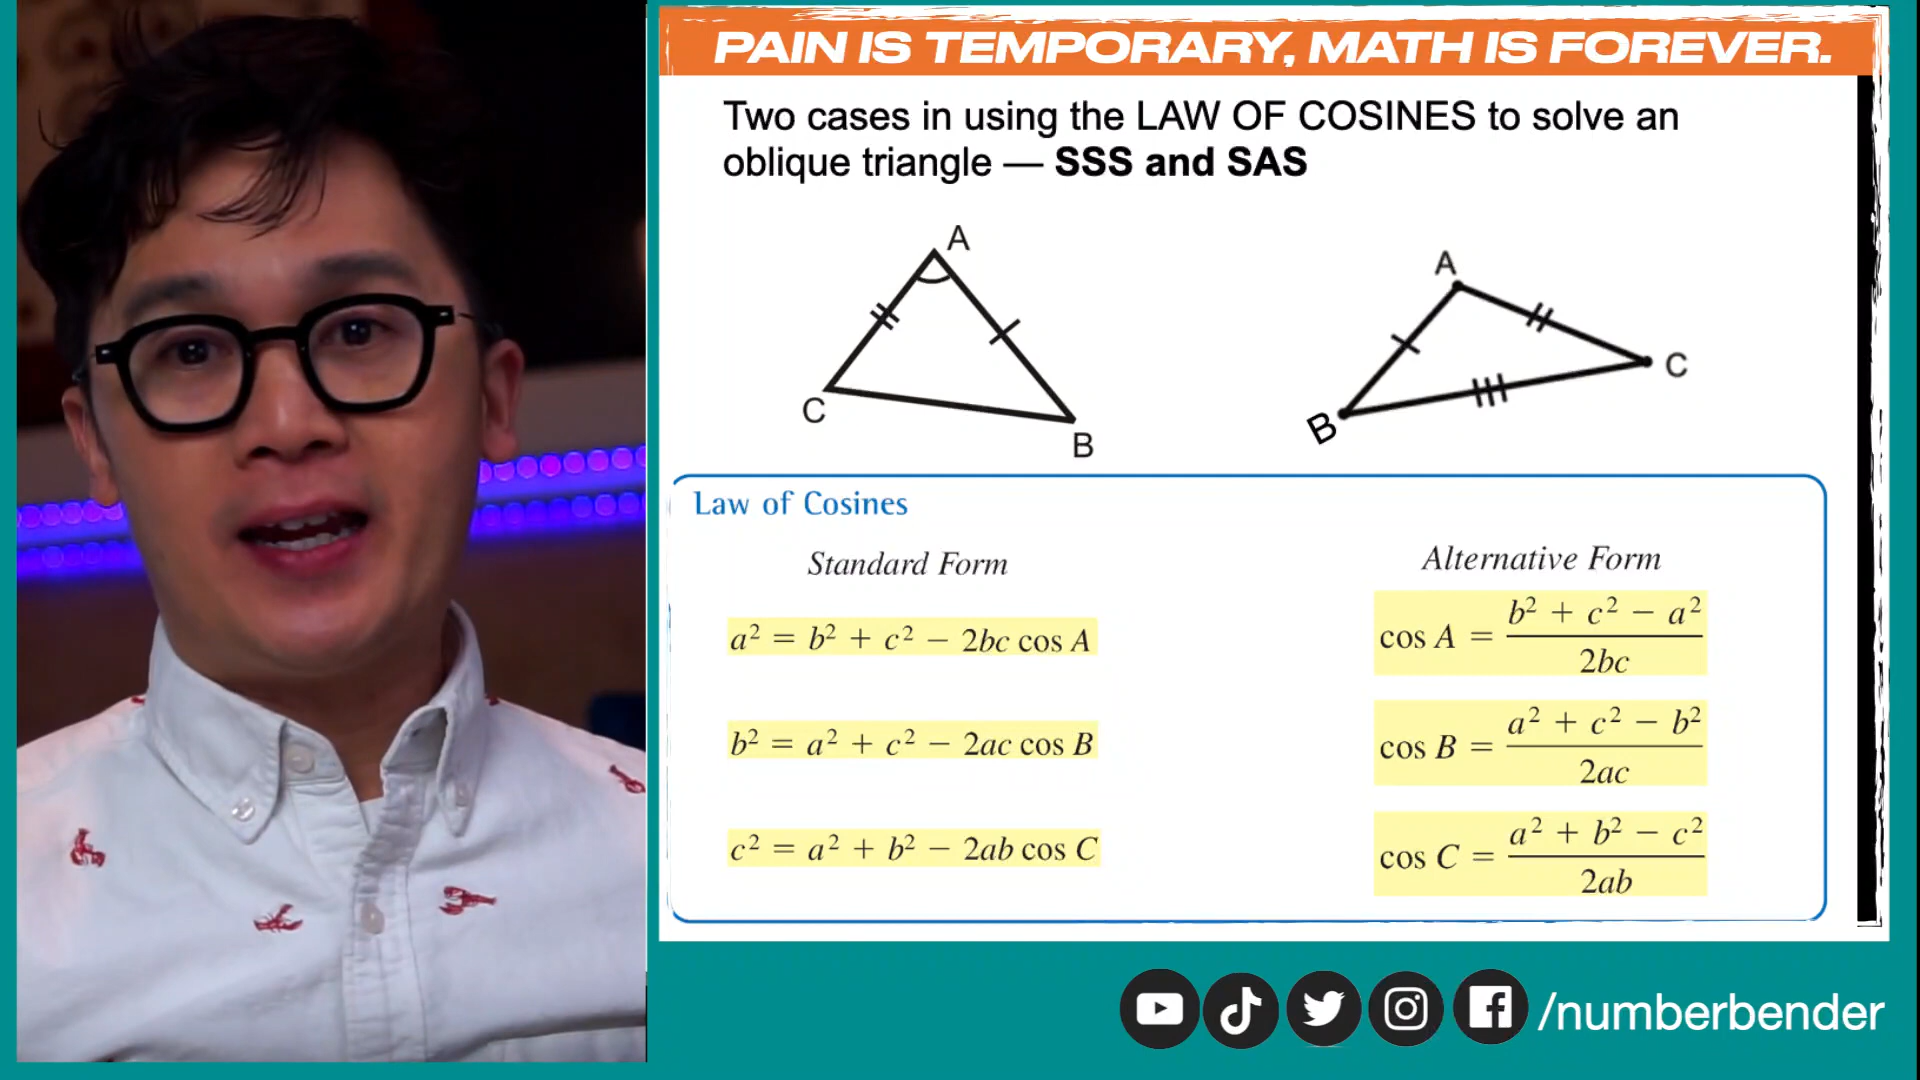 PAIN IS TEMPORARY, MATH IS FOREVER.
Two cases in using the LAW OF COSINES to solve an
oblique triangle — SSS and SAS
A
C
B
A
B
C
Law of Cosines
Standard Form
a² = b² + c² − 2bc cos A
b² = a² + c² − 2ac cos B
c² = a² + b² − 2ab cos C
Alternative Form
cos A = (b² + c² − a²) / 2bc
cos B = (a² + c² − b²) / 2ac
cos C = (a² + b² − c²) / 2ab
/numberbender